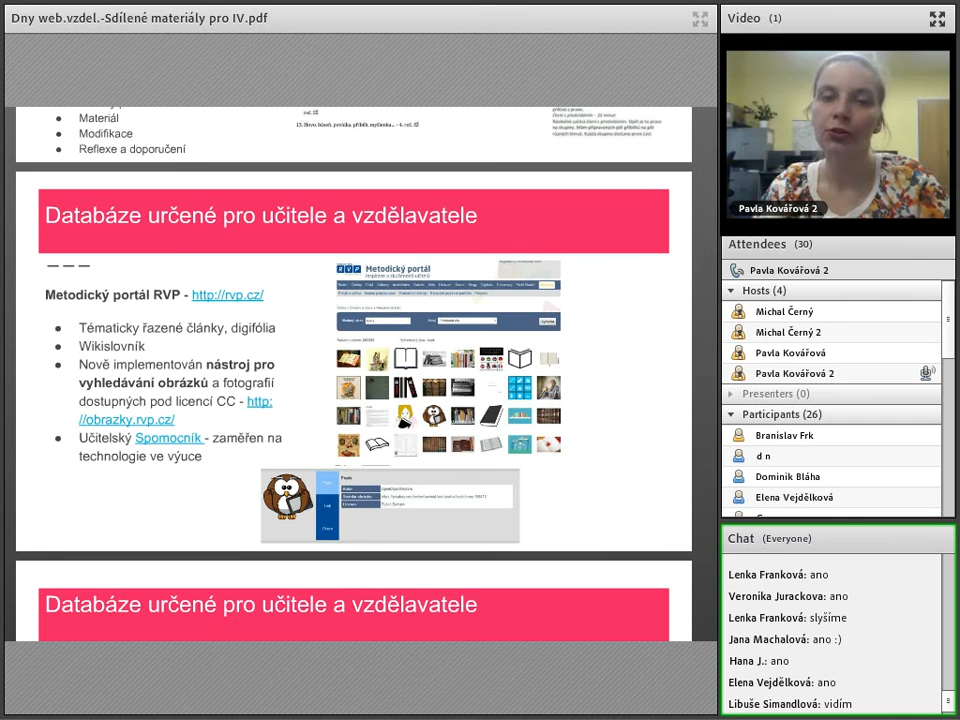 Dny web.vzdel.-Sdílené materiály pro IV.pdf
Materiál
Modifikace
Reflexe a doporučení
roč. SŠ
Databáze určené pro učitele a vzdělavatele
Metodický portál RVP - http://rvp.cz/
Tématicky řazené články, digifólia
Wikislovník
Nově implementován nástroj pro
vyhledávání obrázků a fotografií
dostupných pod licencí CC - http:
//obrazky.rvp.cz/
Učitelský Spomocník - zaměřen na
technologie ve výuce
RVP Metodický portál
Databáze určené pro učitele a vzdělavatele
Video (1)
Pavla Kovářová 2
Attendees (30)
Pavla Kovářová 2
Hosts (4)
Michal Černý
Michal Černý 2
Pavla Kovářová
Pavla Kovářová 2
Presenters (0)
Participants (26)
Branislav Frk
d n
Dominik Bláha
Elena Vejdělková
Chat (Everyone)
Lenka Franková: ano
Veronika Jurackova: ano
Lenka Franková: slyšíme
Jana Machalová: ano :)
Hana J.: ano
Elena Vejdělková: ano
Libuše Simandlová: vidím